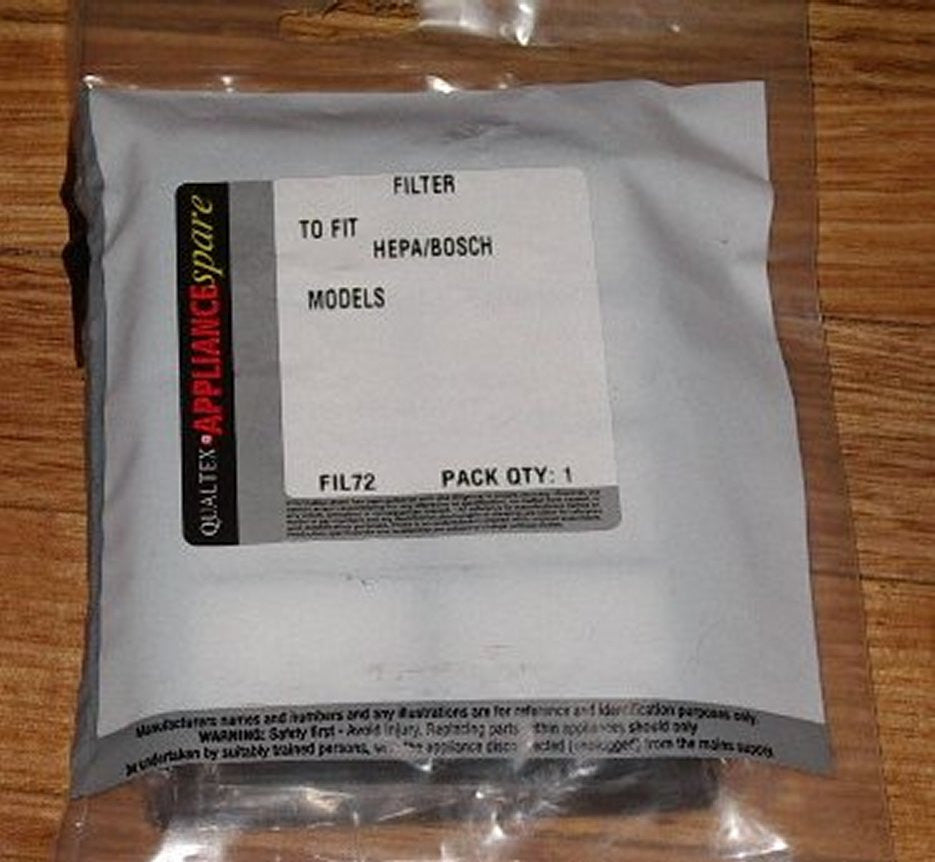 FILTER
TO FIT
HEPA/BOSCH
MODELS
FIL72 PACK QTY: 1
QUALTEX • APPLIANCEspare
Manufacturers names and numbers and any illustrations are for reference and identification purposes only.
WARNING: Safety first - Avoid injury. Replacing parts within appliances should only
be undertaken by suitably trained persons, with the appliance disconnected (unplugged) from the mains supply.